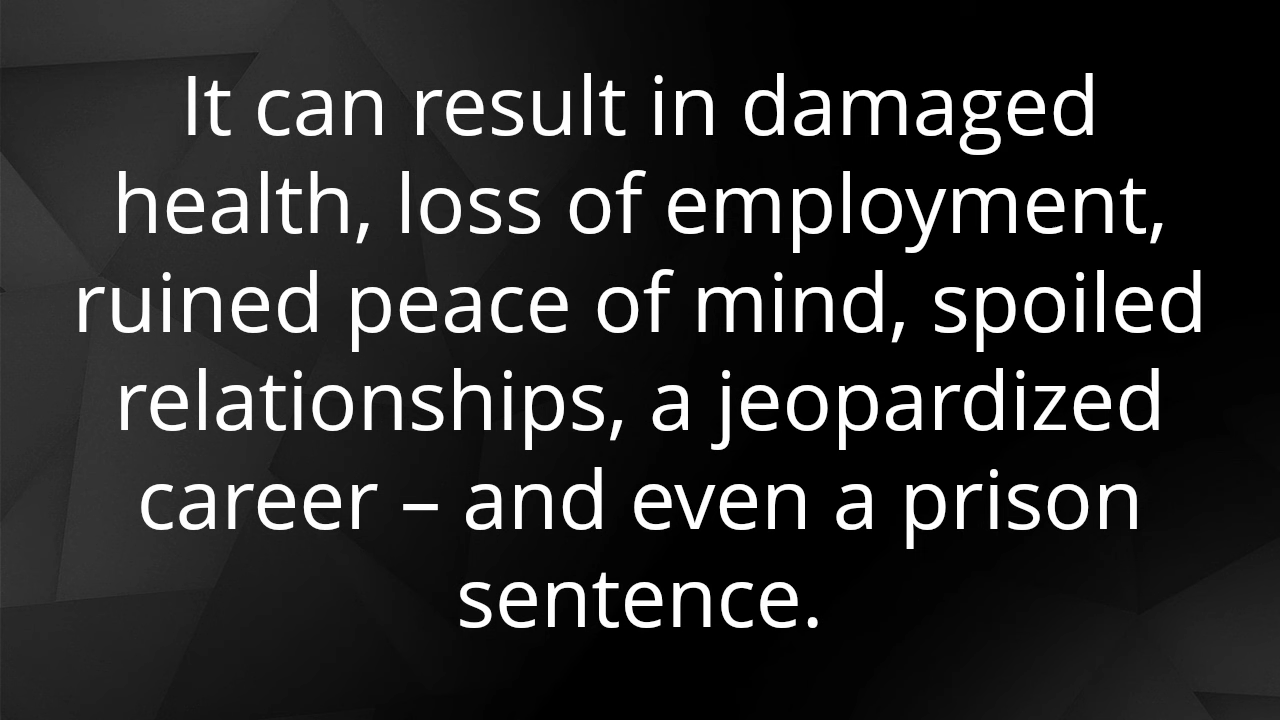 It can result in damaged
health, loss of employment,
ruined peace of mind, spoiled
relationships, a jeopardized
career – and even a prison
sentence.